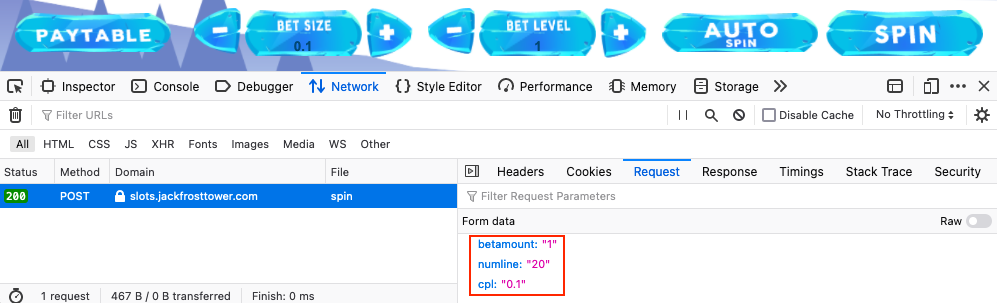 PAYTABLE - BET SIZE 0.1 + - BET LEVEL 1 + AUTO SPIN SPIN
Inspector Console Debugger Network Style Editor Performance Memory Storage
Filter URLs Disable Cache No Throttling
All HTML CSS JS XHR Fonts Images Media WS Other
Status Method Domain File Headers Cookies Request Response Timings Stack Trace Security
200 POST slots.jackfrosttower.com spin Filter Request Parameters
Form data Raw
betamount: "1"
numline: "20"
cpl: "0.1"
1 request 467 B / 0 B transferred Finish: 0 ms